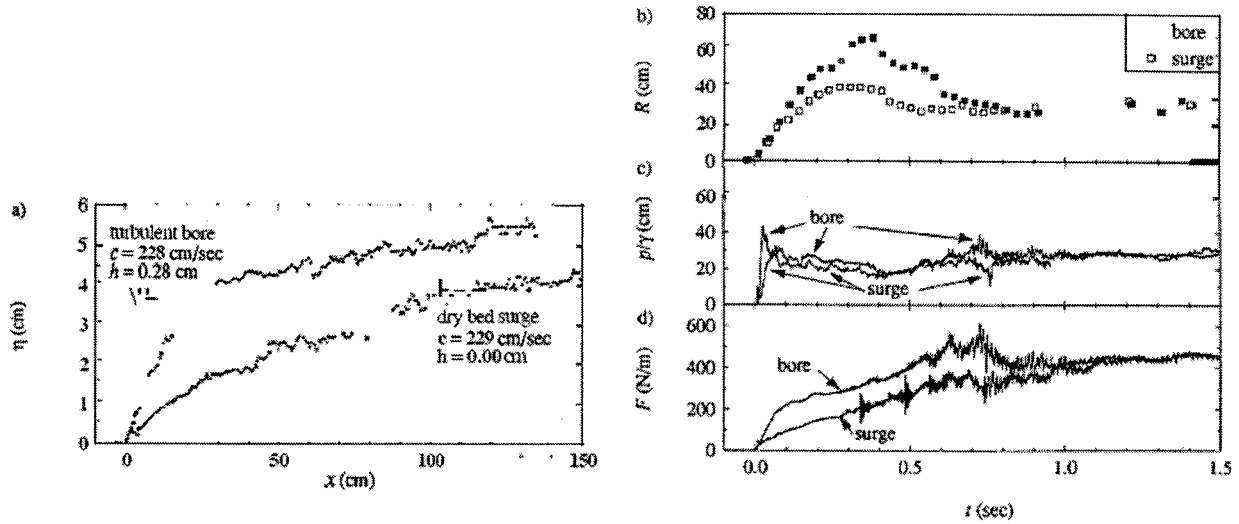 a)
η (cm)
6
5
4
3
2
1
0
turbulent bore
c = 228 cm/sec
h = 0.28 cm
dry bed surge
c = 229 cm/sec
h = 0.00 cm
0
50
100
150
x (cm)
b)
R (cm)
80
60
40
20
0
bore
surge
c)
p/γ (cm)
60
40
20
0
bore
surge
d)
F (N/m)
600
400
200
0
bore
surge
0.0
0.5
1.0
1.5
t (sec)